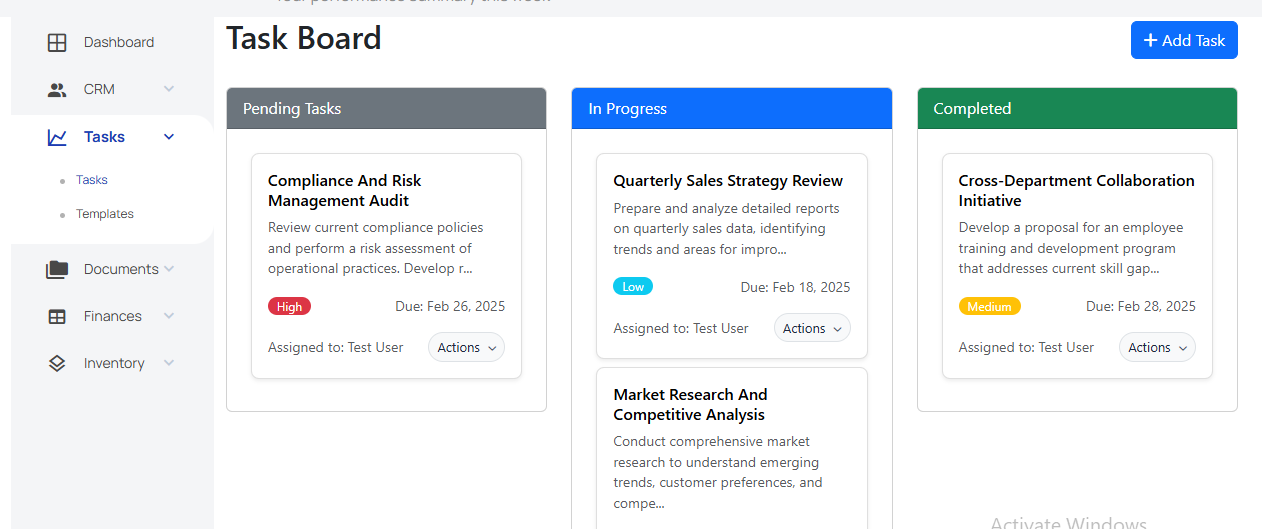 Your performance summary this week
Dashboard
CRM
Tasks
Tasks
Templates
Documents
Finances
Inventory
Task Board
+ Add Task
Pending Tasks
Compliance And Risk
Management Audit
Review current compliance policies
and perform a risk assessment of
operational practices. Develop r...
High
Due: Feb 26, 2025
Assigned to: Test User
Actions
In Progress
Quarterly Sales Strategy Review
Prepare and analyze detailed reports
on quarterly sales data, identifying
trends and areas for impro...
Low
Due: Feb 18, 2025
Assigned to: Test User
Actions
Market Research And
Competitive Analysis
Conduct comprehensive market
research to understand emerging
trends, customer preferences, and
compe...
Completed
Cross-Department Collaboration
Initiative
Develop a proposal for an employee
training and development program
that addresses current skill gap...
Medium
Due: Feb 28, 2025
Assigned to: Test User
Actions
Activate Windows